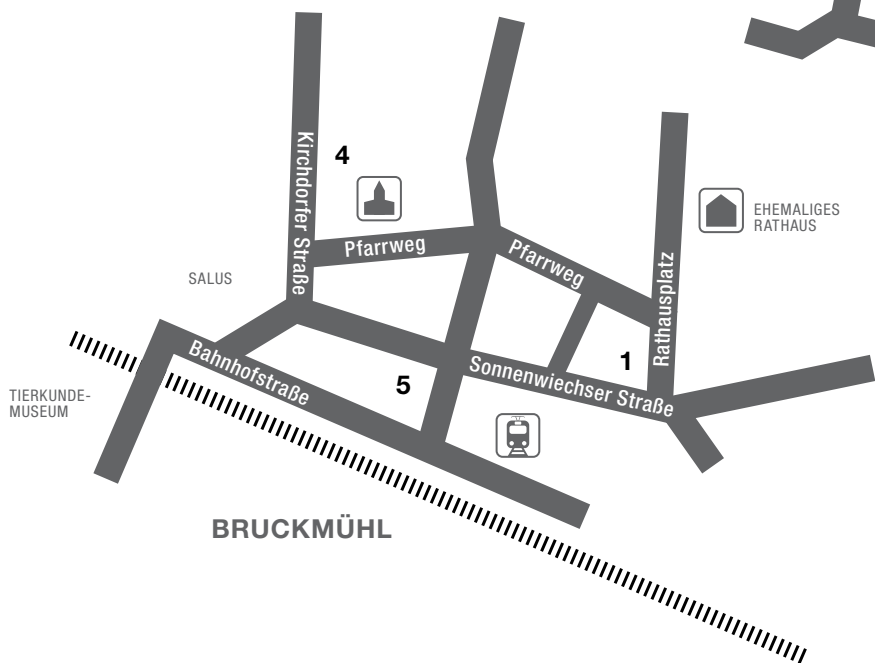 Kirchdorfer Straße
4
Pfarrweg
Pfarrweg
EHEMALIGES
RATHAUS
Rathausplatz
SALUS
Bahnhofstraße
Sonnenwiechser Straße
1
5
TIERKUNDE-
MUSEUM
BRUCKMÜHL